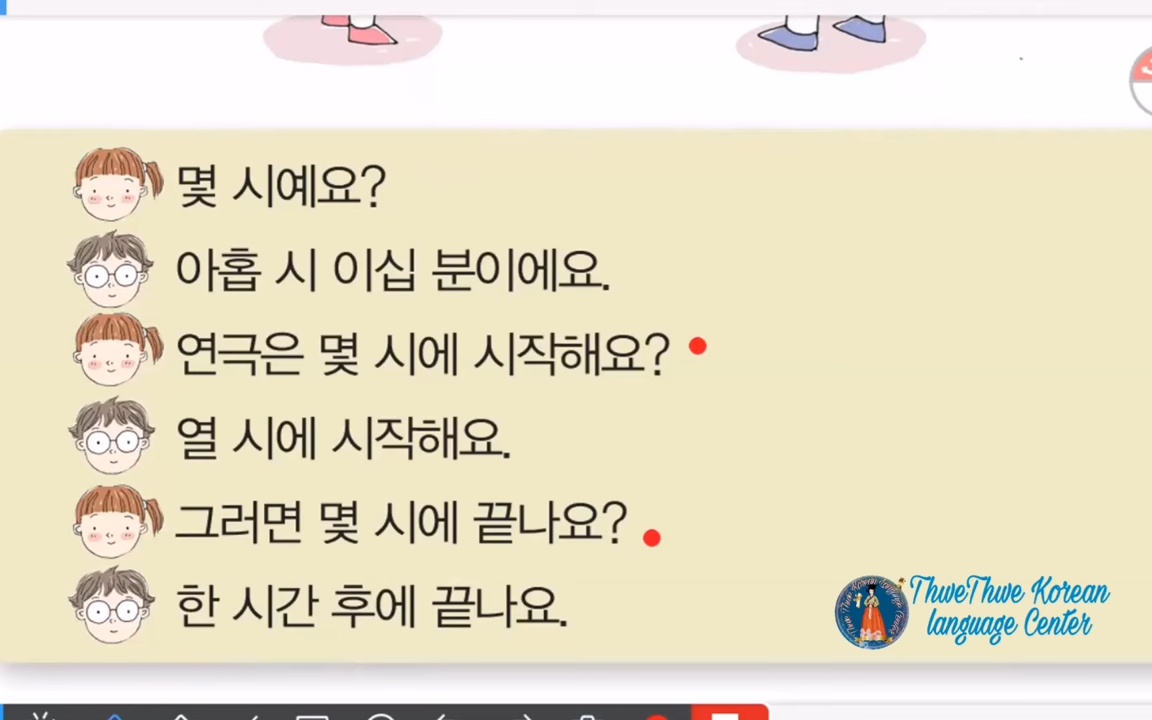 몇 시예요?
아홉 시 이십 분이에요.
연극은 몇 시에 시작해요?
열 시에 시작해요.
그러면 몇 시에 끝나요?
한 시간 후에 끝나요.
ThweThwe Korean
language Center